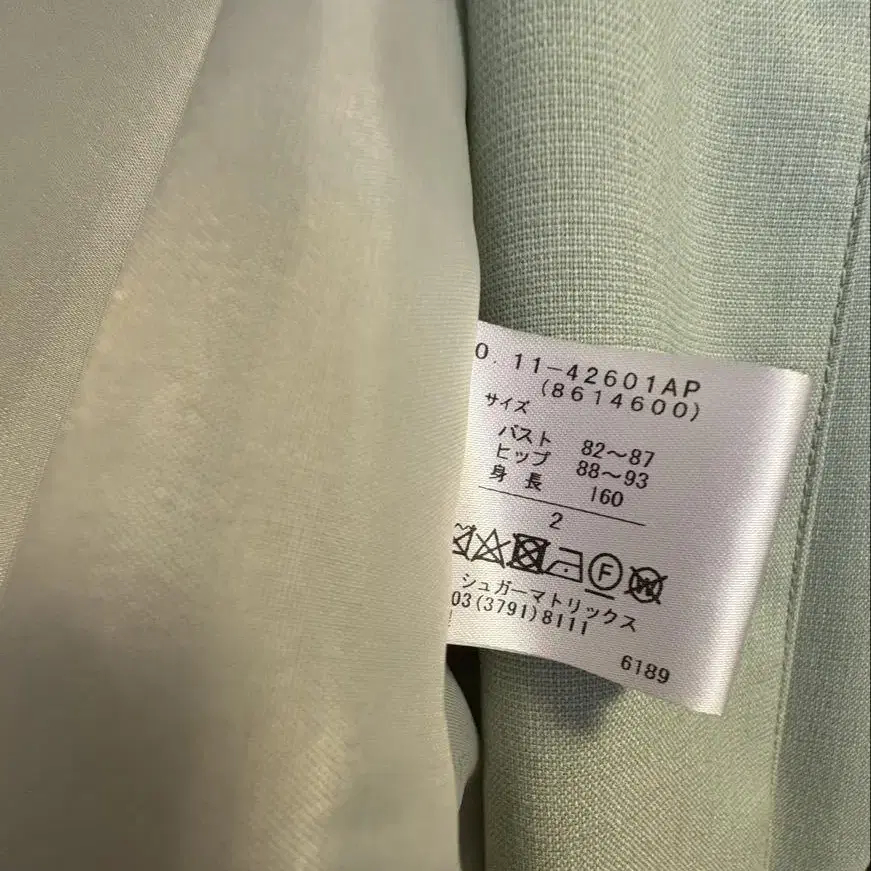 0. 11-42601AP
(8614600)
サイズ
バスト 82～87
ヒップ 88～93
身長 160
2
F
W
シュガーマトリックス
03(3791)8111
6189